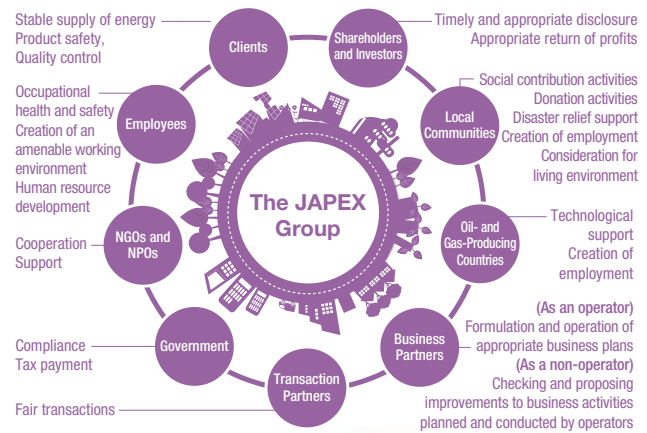 Stable supply of energy
Product safety,
Quality control
Clients
Shareholders
and Investors
Timely and appropriate disclosure
Appropriate return of profits
Occupational
health and safety
Creation of an
amenable working
environment
Human resource
development
Employees
Local
Communities
Social contribution activities
Donation activities
Disaster relief support
Creation of employment
Consideration for
living environment
The JAPEX
Group
Cooperation
Support
NGOs and
NPOs
Oil- and
Gas-Producing
Countries
Technological
support
Creation of
employment
Compliance
Tax payment
Government
Business
Partners
(As an operator)
Formulation and operation of
appropriate business plans
(As a non-operator)
Checking and proposing
improvements to business activities
planned and conducted by operators
Fair transactions
Transaction
Partners